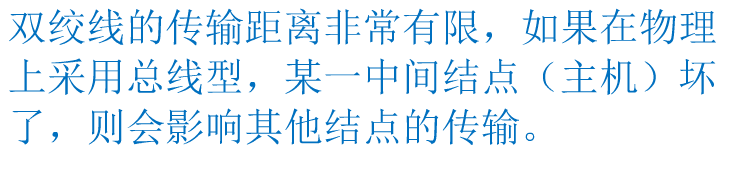 双绞线的传输距离非常有限，如果在物理
上采用总线型，某一中间结点（主机）坏
了，则会影响其他结点的传输。